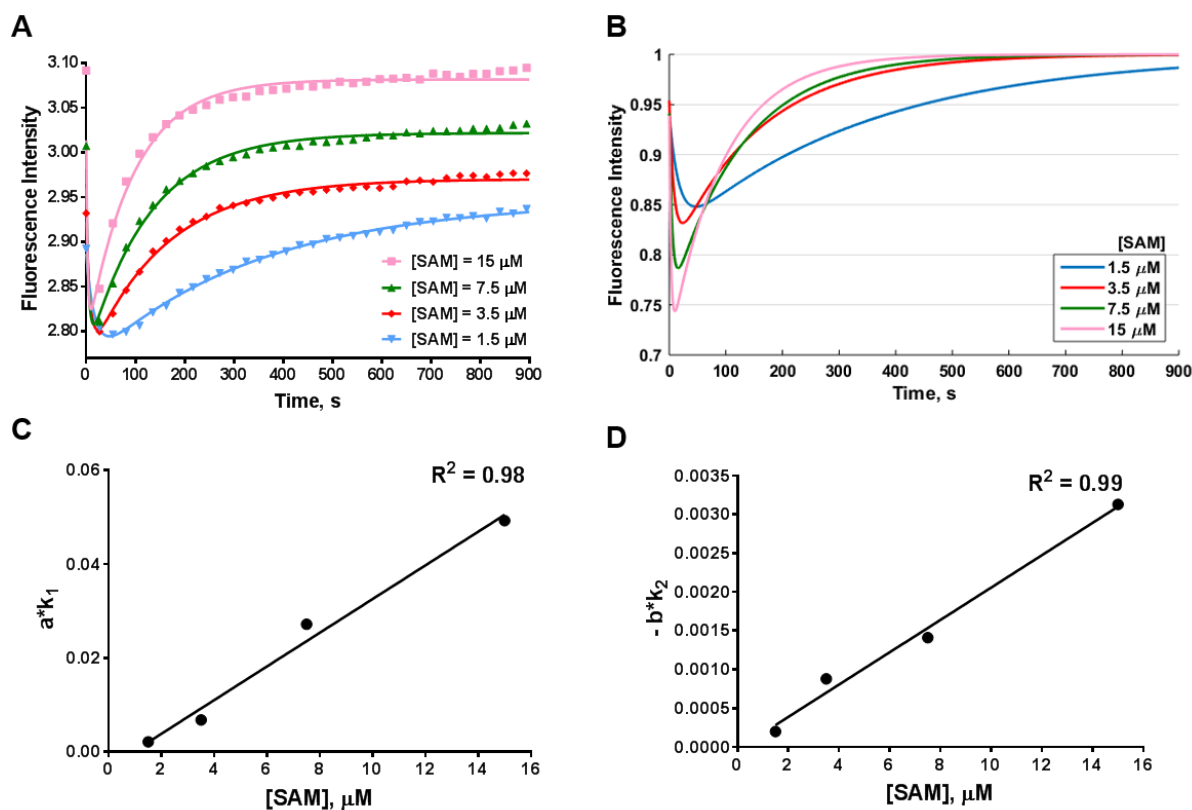 A
3.10
3.05
3.00
2.95
2.90
2.85
2.80
Fluorescence Intensity
0 100 200 300 400 500 600 700 800 900
Time, s
[SAM] = 15 μM
[SAM] = 7.5 μM
[SAM] = 3.5 μM
[SAM] = 1.5 μM
B
1
0.95
0.9
0.85
0.8
0.75
0.7
Fluorescence Intensity
0 100 200 300 400 500 600 700 800 900
Time, s
[SAM]
1.5 μM
3.5 μM
7.5 μM
15 μM
C
R² = 0.98
0.06
0.04
0.02
0.00
a*k₁
0 2 4 6 8 10 12 14 16
[SAM], μM
D
R² = 0.99
0.0035
0.0030
0.0025
0.0020
0.0015
0.0010
0.0005
0.0000
- b*k₂
0 2 4 6 8 10 12 14 16
[SAM], μM